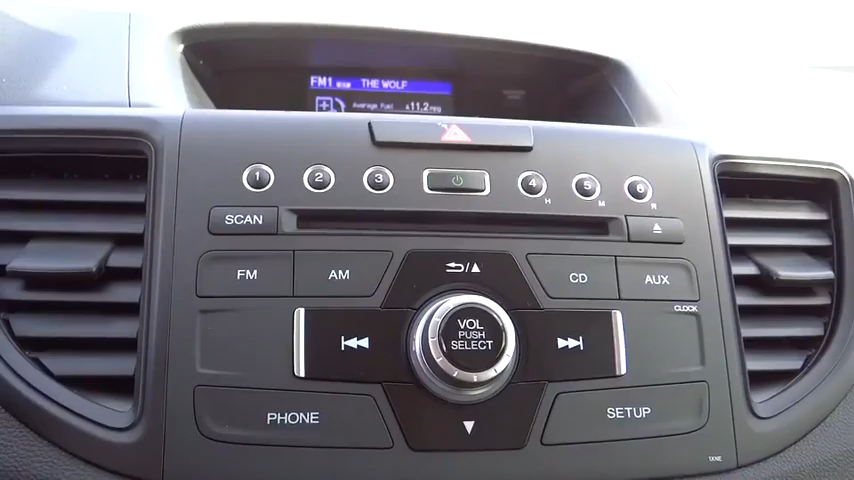 FM1 THE WOLF
Average Fuel 11.2
1 2 3 4 5 6
H M R
SCAN
FM AM CD AUX
CLOCK
VOL
PUSH
SELECT
PHONE SETUP
1XNE